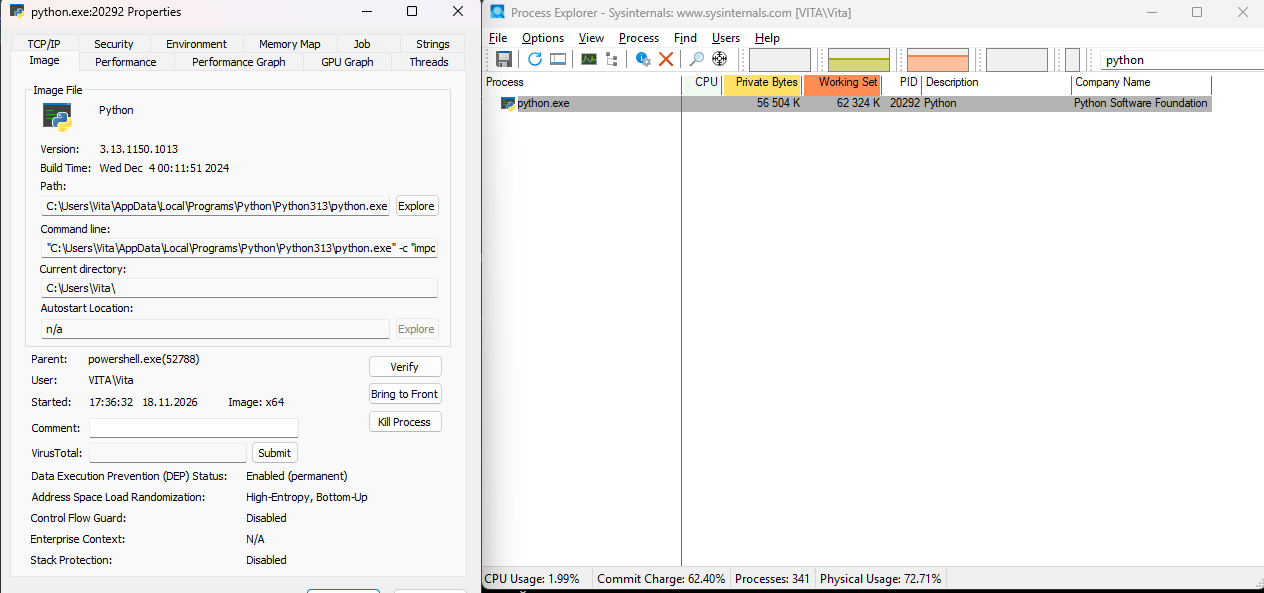 python.exe:20292 Properties
TCP/IP Security Environment Memory Map Job Strings
Image Performance Performance Graph GPU Graph Threads
Image File
Python
Version: 3.13.1150.1013
Build Time: Wed Dec 4 00:11:51 2024
Path:
C:\Users\Vita\AppData\Local\Programs\Python\Python313\python.exe Explore
Command line:
"C:\Users\Vita\AppData\Local\Programs\Python\Python313\python.exe" -c "impo
Current directory:
C:\Users\Vita\
Autostart Location:
n/a Explore
Parent: powershell.exe(52788)
Verify
User: VITA\Vita
Bring to Front
Started: 17:36:32 18.11.2026 Image: x64
Kill Process
Comment:
VirusTotal: Submit
Data Execution Prevention (DEP) Status: Enabled (permanent)
Address Space Load Randomization: High-Entropy, Bottom-Up
Control Flow Guard: Disabled
Enterprise Context: N/A
Stack Protection: Disabled
Process Explorer - Sysinternals: www.sysinternals.com [VITA\Vita]
File Options View Process Find Users Help
python
Process CPU Private Bytes Working Set PID Description Company Name
python.exe 56 504 K 62 324 K 20292 Python Python Software Foundation
CPU Usage: 1.99% Commit Charge: 62.40% Processes: 341 Physical Usage: 72.71%